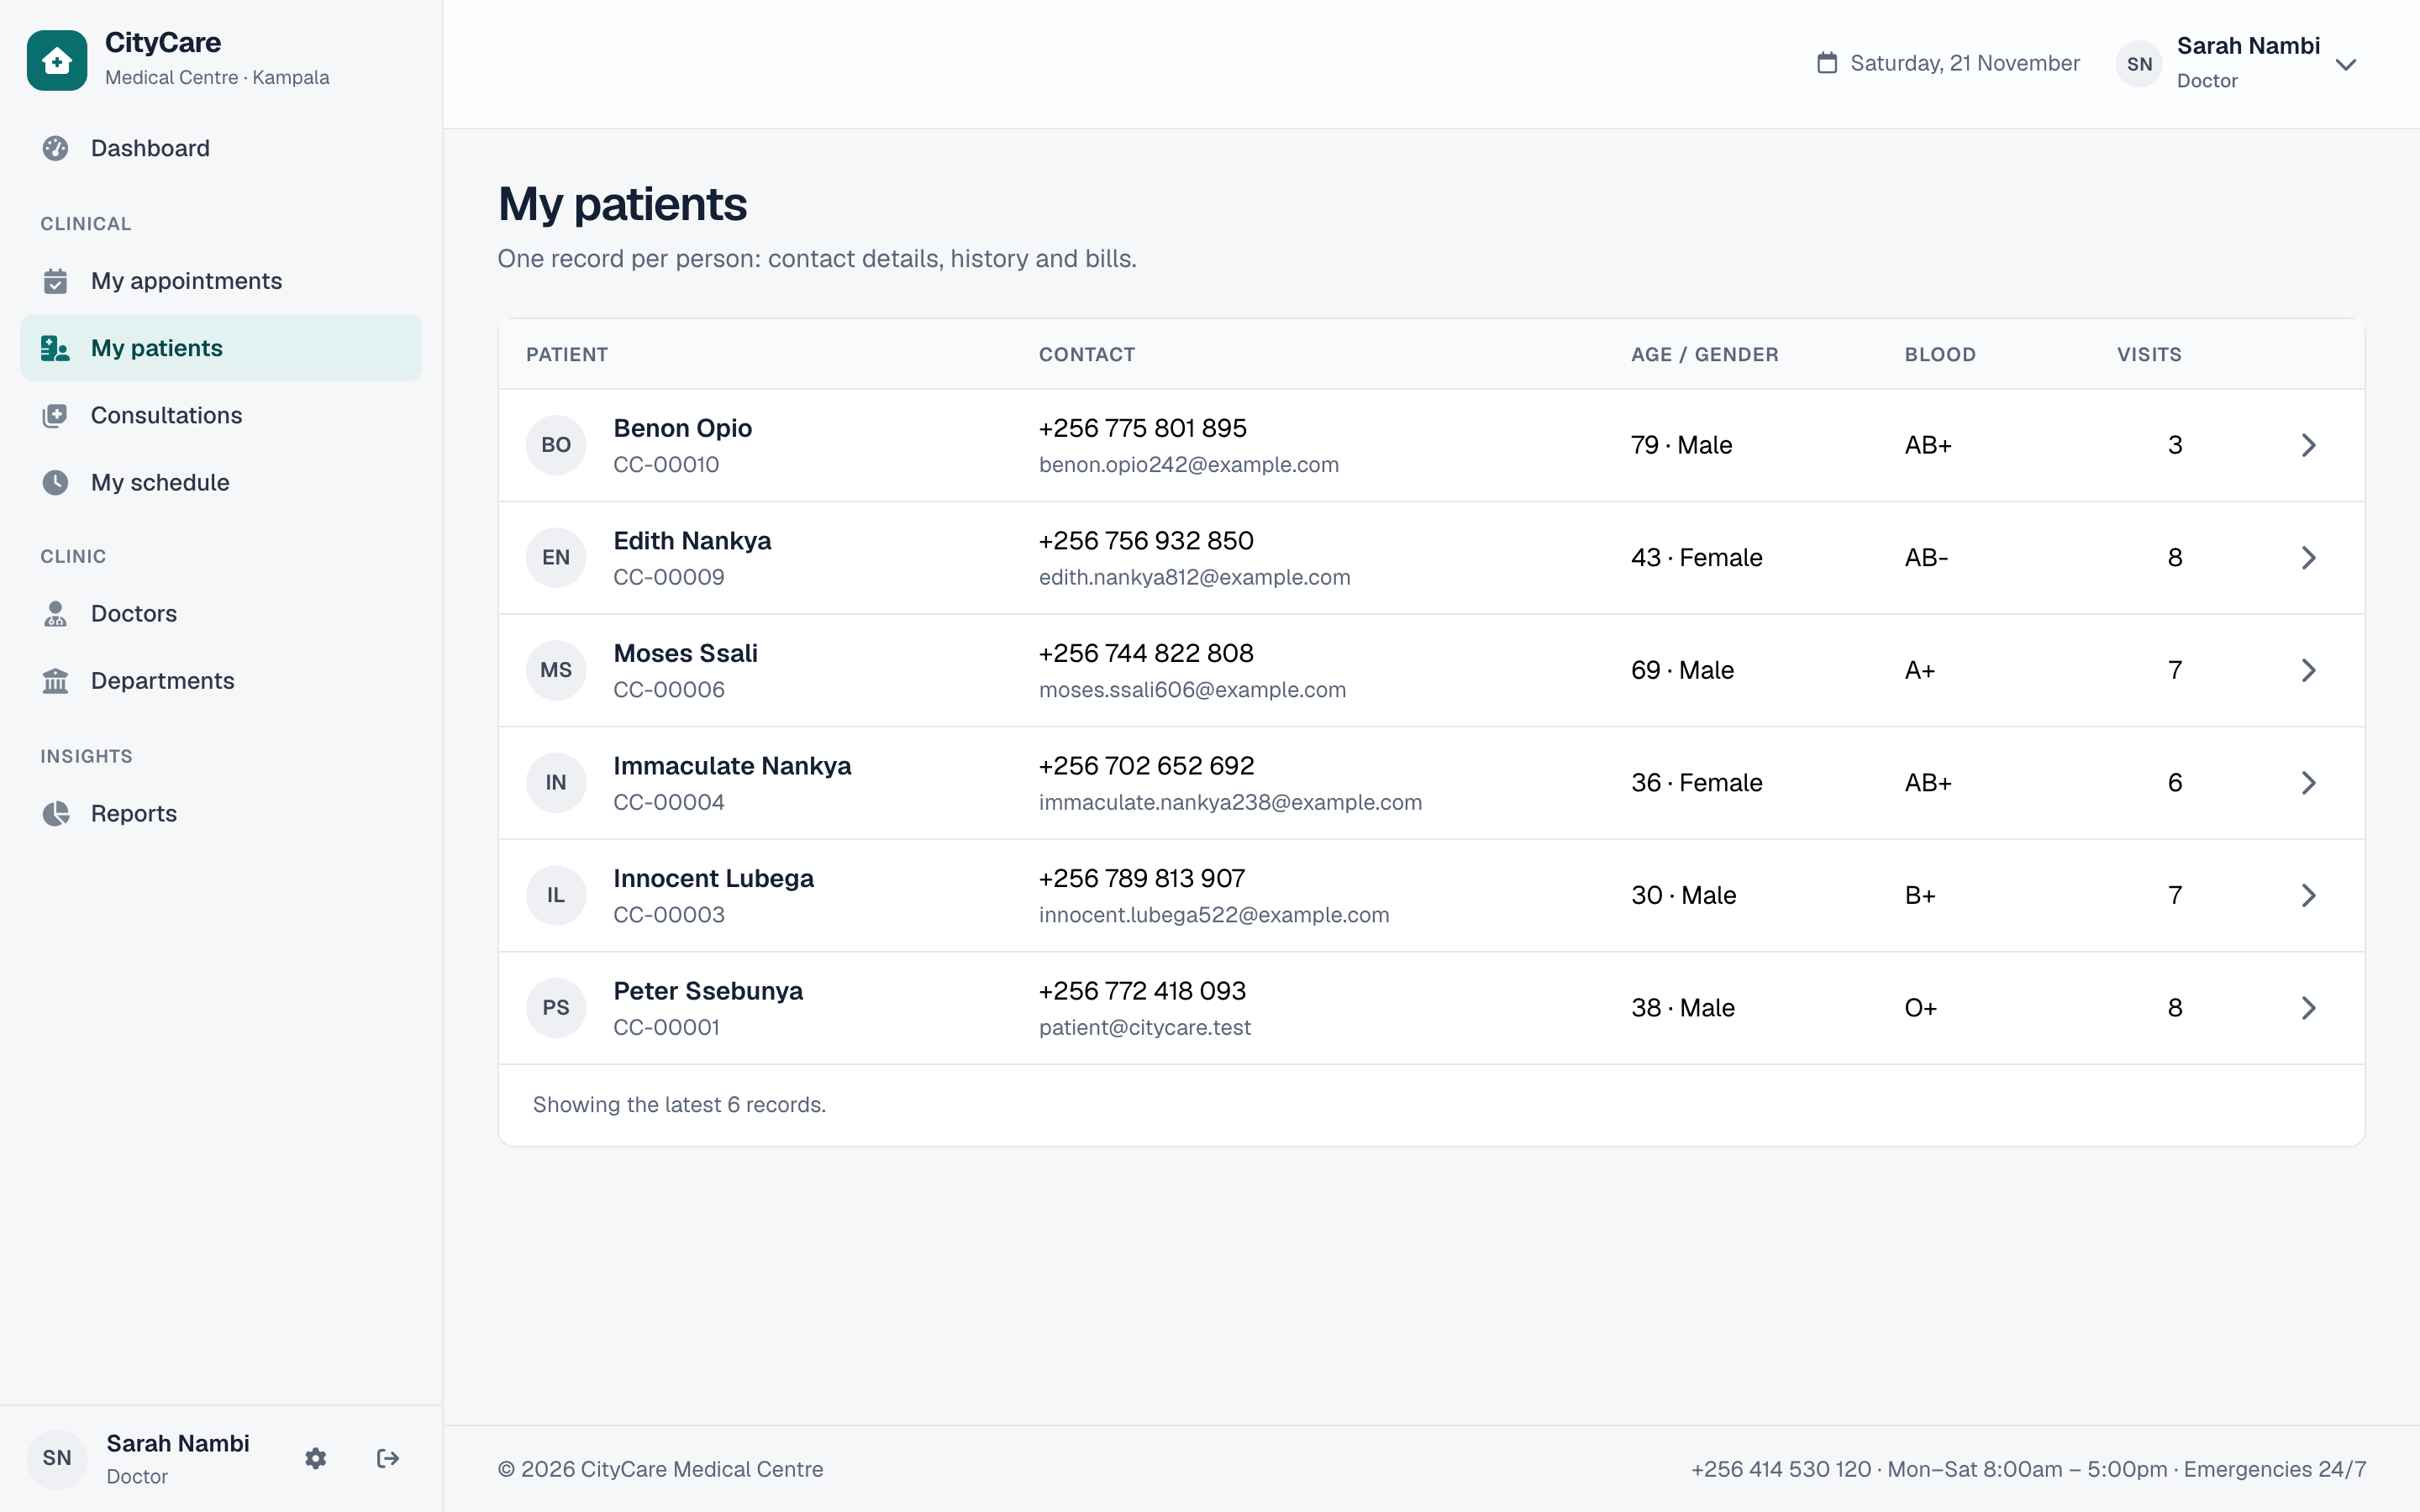 CityCare
Medical Centre · Kampala
Dashboard
CLINICAL
My appointments
My patients
Consultations
My schedule
CLINIC
Doctors
Departments
INSIGHTS
Reports
SN
Sarah Nambi
Doctor
Saturday, 21 November
SN
Sarah Nambi
Doctor
My patients
One record per person: contact details, history and bills.
PATIENT CONTACT AGE / GENDER BLOOD VISITS
BO Benon Opio +256 775 801 895 79 · Male AB+ 3
CC-00010 benon.opio242@example.com
EN Edith Nankya +256 756 932 850 43 · Female AB- 8
CC-00009 edith.nankya812@example.com
MS Moses Ssali +256 744 822 808 69 · Male A+ 7
CC-00006 moses.ssali606@example.com
IN Immaculate Nankya +256 702 652 692 36 · Female AB+ 6
CC-00004 immaculate.nankya238@example.com
IL Innocent Lubega +256 789 813 907 30 · Male B+ 7
CC-00003 innocent.lubega522@example.com
PS Peter Ssebunya +256 772 418 093 38 · Male O+ 8
CC-00001 patient@citycare.test
Showing the latest 6 records.
© 2026 CityCare Medical Centre
+256 414 530 120 · Mon–Sat 8:00am – 5:00pm · Emergencies 24/7